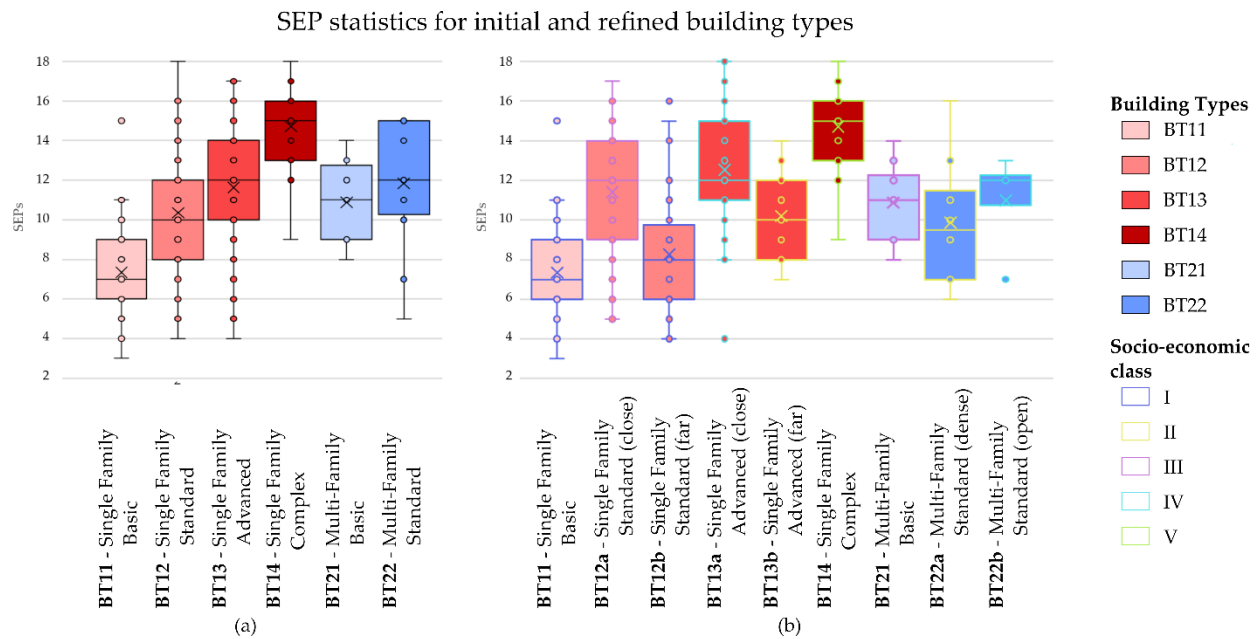 SEP statistics for initial and refined building types
18
16
14
12
10
8
6
4
2
SEPs
BT11 - Single Family
Basic
BT12 - Single Family
Standard
BT13 - Single Family
Advanced
BT14 - Single Family
Complex
BT21 - Multi-Family
Basic
BT22 - Multi-Family
Standard
(a)
18
16
14
12
10
8
6
4
2
SEPs
BT11 - Single Family
Basic
BT12a - Single Family
Standard (close)
BT12b - Single Family
Standard (far)
BT13a - Single Family
Advanced (close)
BT13b - Single Family
Advanced (far)
BT14 - Single Family
Complex
BT21 - Multi-Family
Basic
BT22a - Multi-Family
Standard (dense)
BT22b - Multi-Family
Standard (open)
(b)
Building Types
BT11
BT12
BT13
BT14
BT21
BT22
Socio-economic
class
I
II
III
IV
V